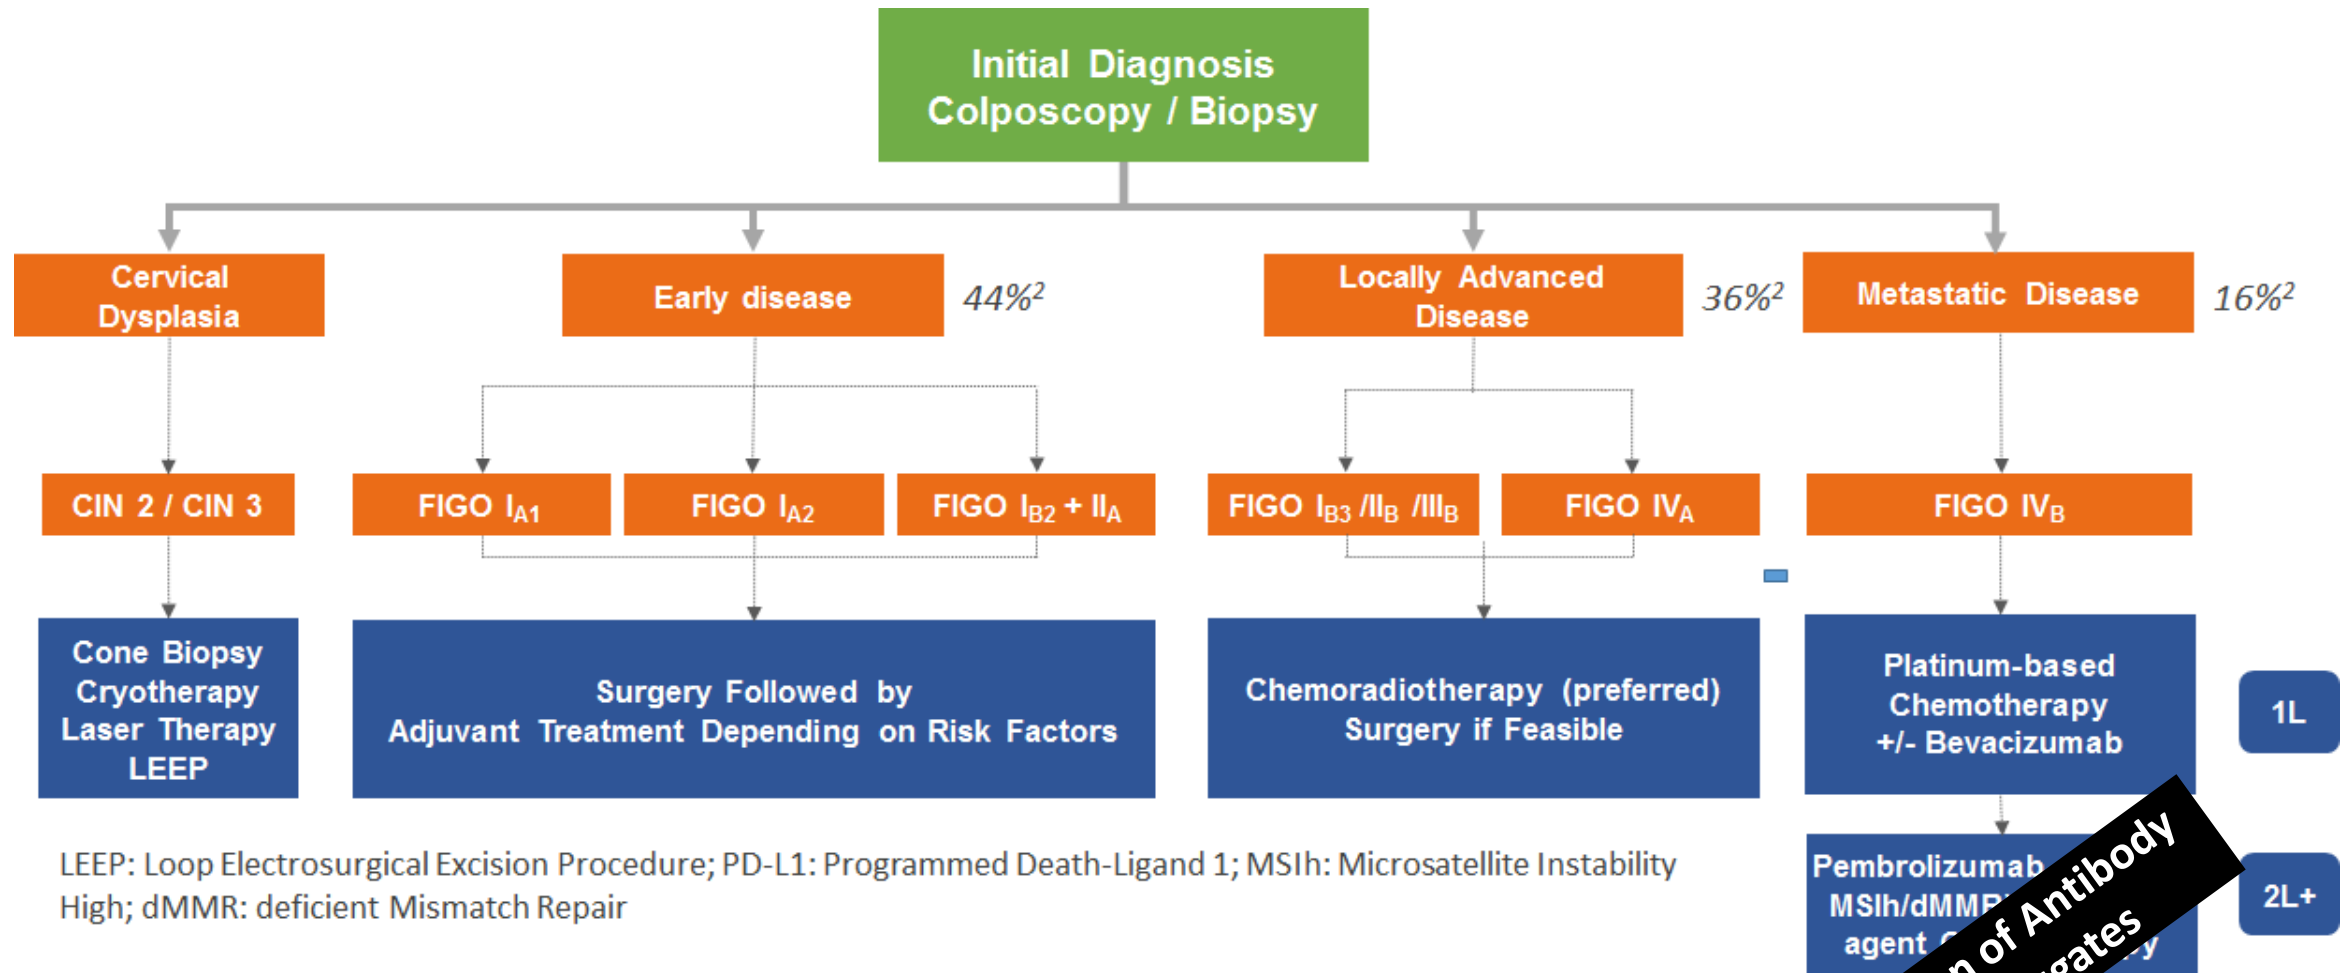 Initial Diagnosis
Colposcopy / Biopsy
Cervical
Dysplasia
Early disease
44%2
Locally Advanced
Disease
36%2
Metastatic Disease
16%2
CIN 2 / CIN 3
FIGO IA1
FIGO IA2
FIGO IB2 + IIA
FIGO IB3 /IIB /IIIB
FIGO IVA
FIGO IVB
Cone Biopsy
Cryotherapy
Laser Therapy
LEEP
Surgery Followed by
Adjuvant Treatment Depending on Risk Factors
Chemoradiotherapy (preferred)
Surgery if Feasible
Platinum-based
Chemotherapy
+/- Bevacizumab
1L
Pembrolizumab
MSIh/dMMR
agent
2L+
of Antibody
LEEP: Loop Electrosurgical Excision Procedure; PD-L1: Programmed Death-Ligand 1; MSIh: Microsatellite Instability
High; dMMR: deficient Mismatch Repair